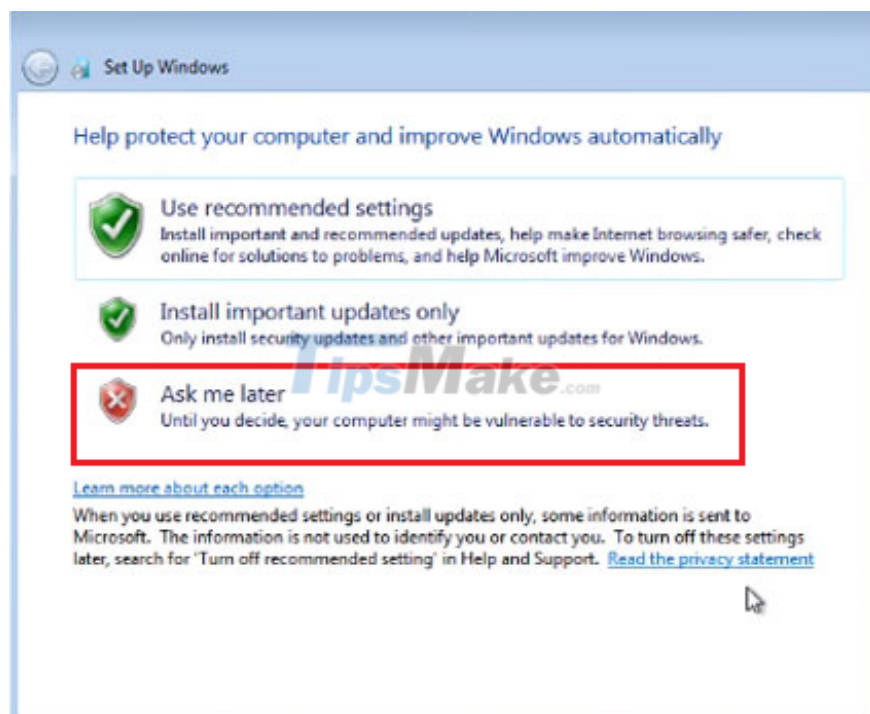 Set Up Windows
Help protect your computer and improve Windows automatically
Use recommended settings
Install important and recommended updates, help make Internet browsing safer, check
online for solutions to problems, and help Microsoft improve Windows.
Install important updates only
Only install security updates and other important updates for Windows.
TipsMake.com
Ask me later
Until you decide, your computer might be vulnerable to security threats.
Learn more about each option
When you use recommended settings or install updates only, some information is sent to
Microsoft. The information is not used to identify you or contact you. To turn off these settings
later, search for 'Turn off recommended setting' in Help and Support. Read the privacy statement